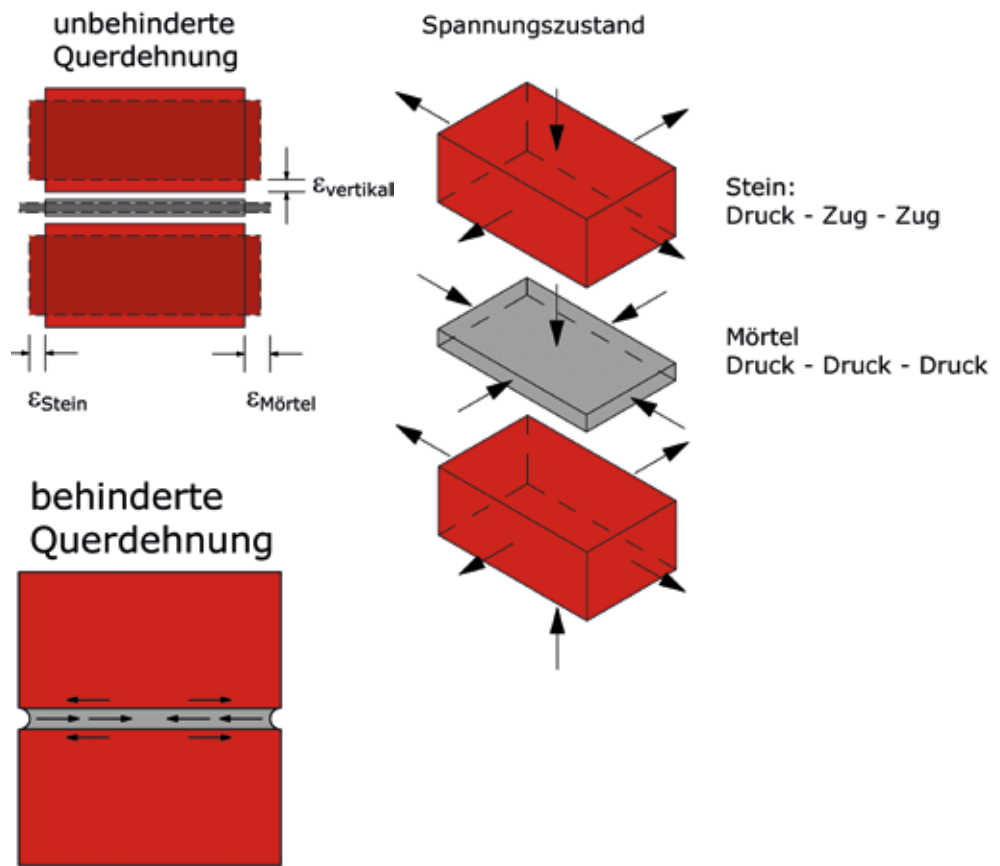 unbehinderte
Querdehnung
Spannungszustand
εvertikal
Stein:
Druck - Zug - Zug
Mörtel
Druck - Druck - Druck
εStein
εMörtel
behinderte
Querdehnung